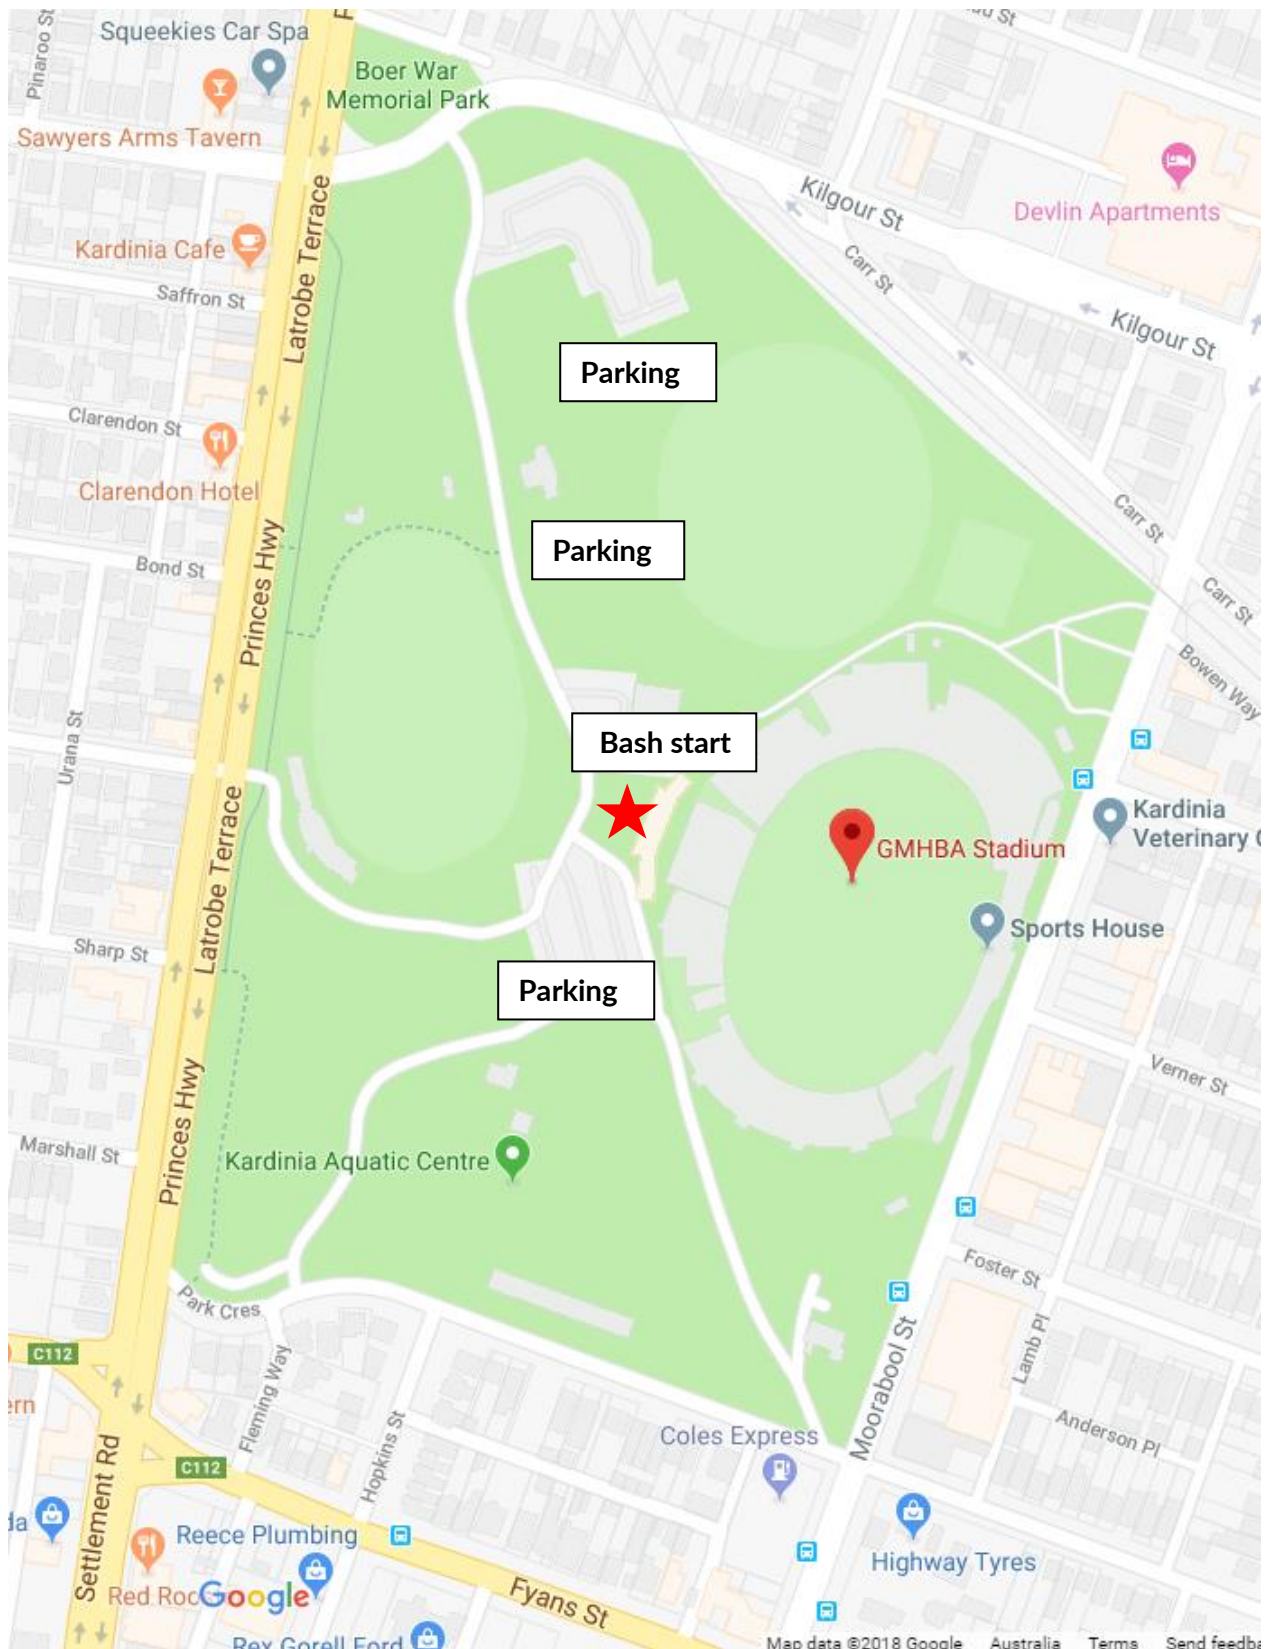 Pinaroo St
Squeekies Car Spa
Boer War
Memorial Park
Sawyers Arms Tavern
Kilgour St
Devlin Apartments
Kardinia Cafe
Latrobe Terrace
Carr St
Saffron St
Kilgour St
Parking
Clarendon St
Clarendon Hotel
Carr St
Princes Hwy
Parking
Bond St
Carr St
Bowen Way
Urana St
Bash start
Kardinia
Veterinary
GMHBA Stadium
Latrobe Terrace
Sports House
Sharp St
Parking
Princes Hwy
Verner St
Marshall St
Kardinia Aquatic Centre
Foster St
Park Cres
Lamb Pl
C112
Moorabool St
Fleming Way
Hopkins St
Coles Express
Anderson Pl
Settlement Rd
C112
Reece Plumbing
Highway Tyres
Red Roc
Google
Fyans St
Rex Gorell Ford
Map data ©2018 Google Australia Terms Send feedba